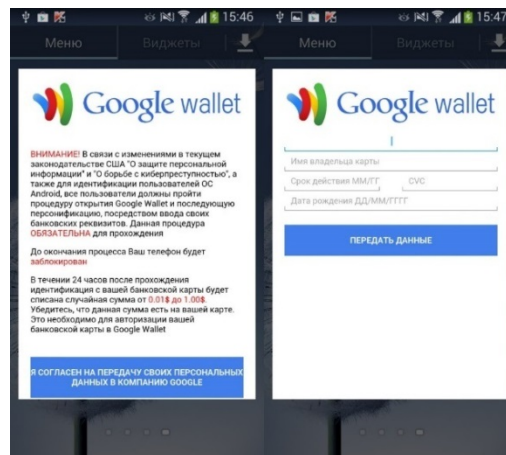 15:46
Меню
Виджеты
Google wallet
ВНИМАНИЕ! В связи с изменениями в текущем
законодательстве США "О защите персональной
информации" и "О борьбе с киберпреступностью", а
также для идентификации пользователей ОС
Android, все пользователи должны пройти
процедуру открытия Google Wallet и последующую
персонификацию, посредством ввода своих
банковских реквизитов. Данная процедура
ОБЯЗАТЕЛЬНА для прохождения
До окончания процесса Ваш телефон будет
заблокирован
В течении 24 часов после прохождения
идентификация с вашей банковской карты будет
списана случайная сумма от 0.01$ до 1.00$.
Убедитесь, что данная сумма есть на вашей карте.
Это необходимо для авторизации вашей
банковской карты в Google Wallet
Я СОГЛАСЕН НА ПЕРЕДАЧУ СВОИХ ПЕРСОНАЛЬНЫХ
ДАННЫХ В КОМПАНИЮ GOOGLE
15:47
Меню
Виджеты
Google wallet
Имя владельца карты
Срок действия ММ/ГГ
CVC
Дата рождения ДД/ММ/ГГГГ
ПЕРЕДАТЬ ДАННЫЕ